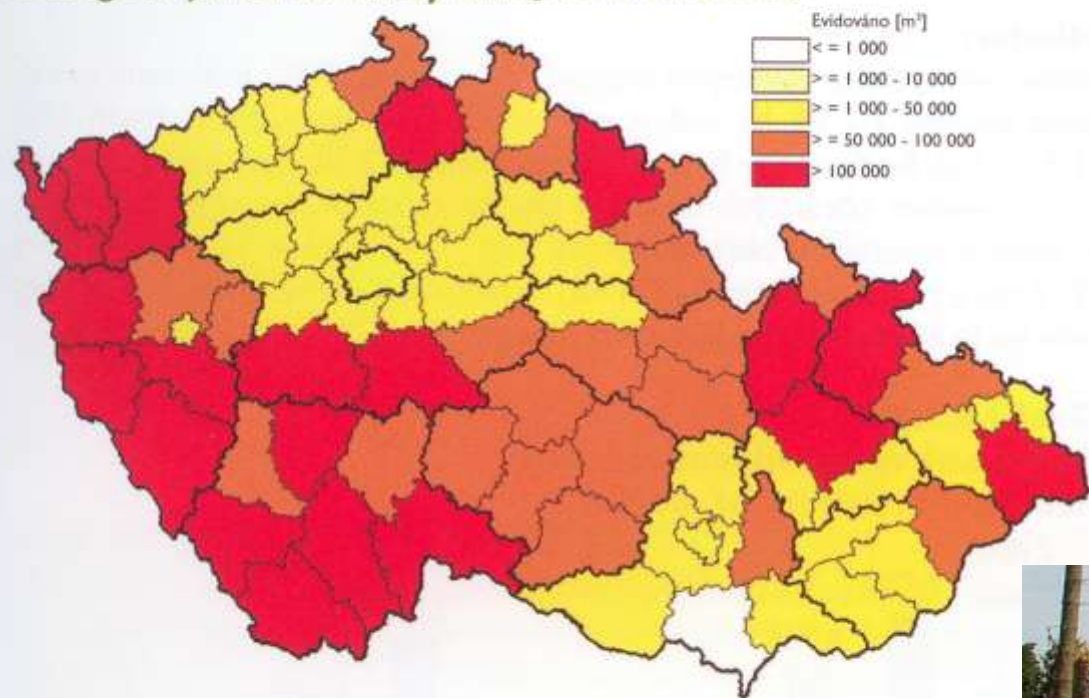 Evidováno [m³]
< = 1 000
> = 1 000 - 10 000
> = 1 000 - 50 000
> = 50 000 - 100 000
> 100 000